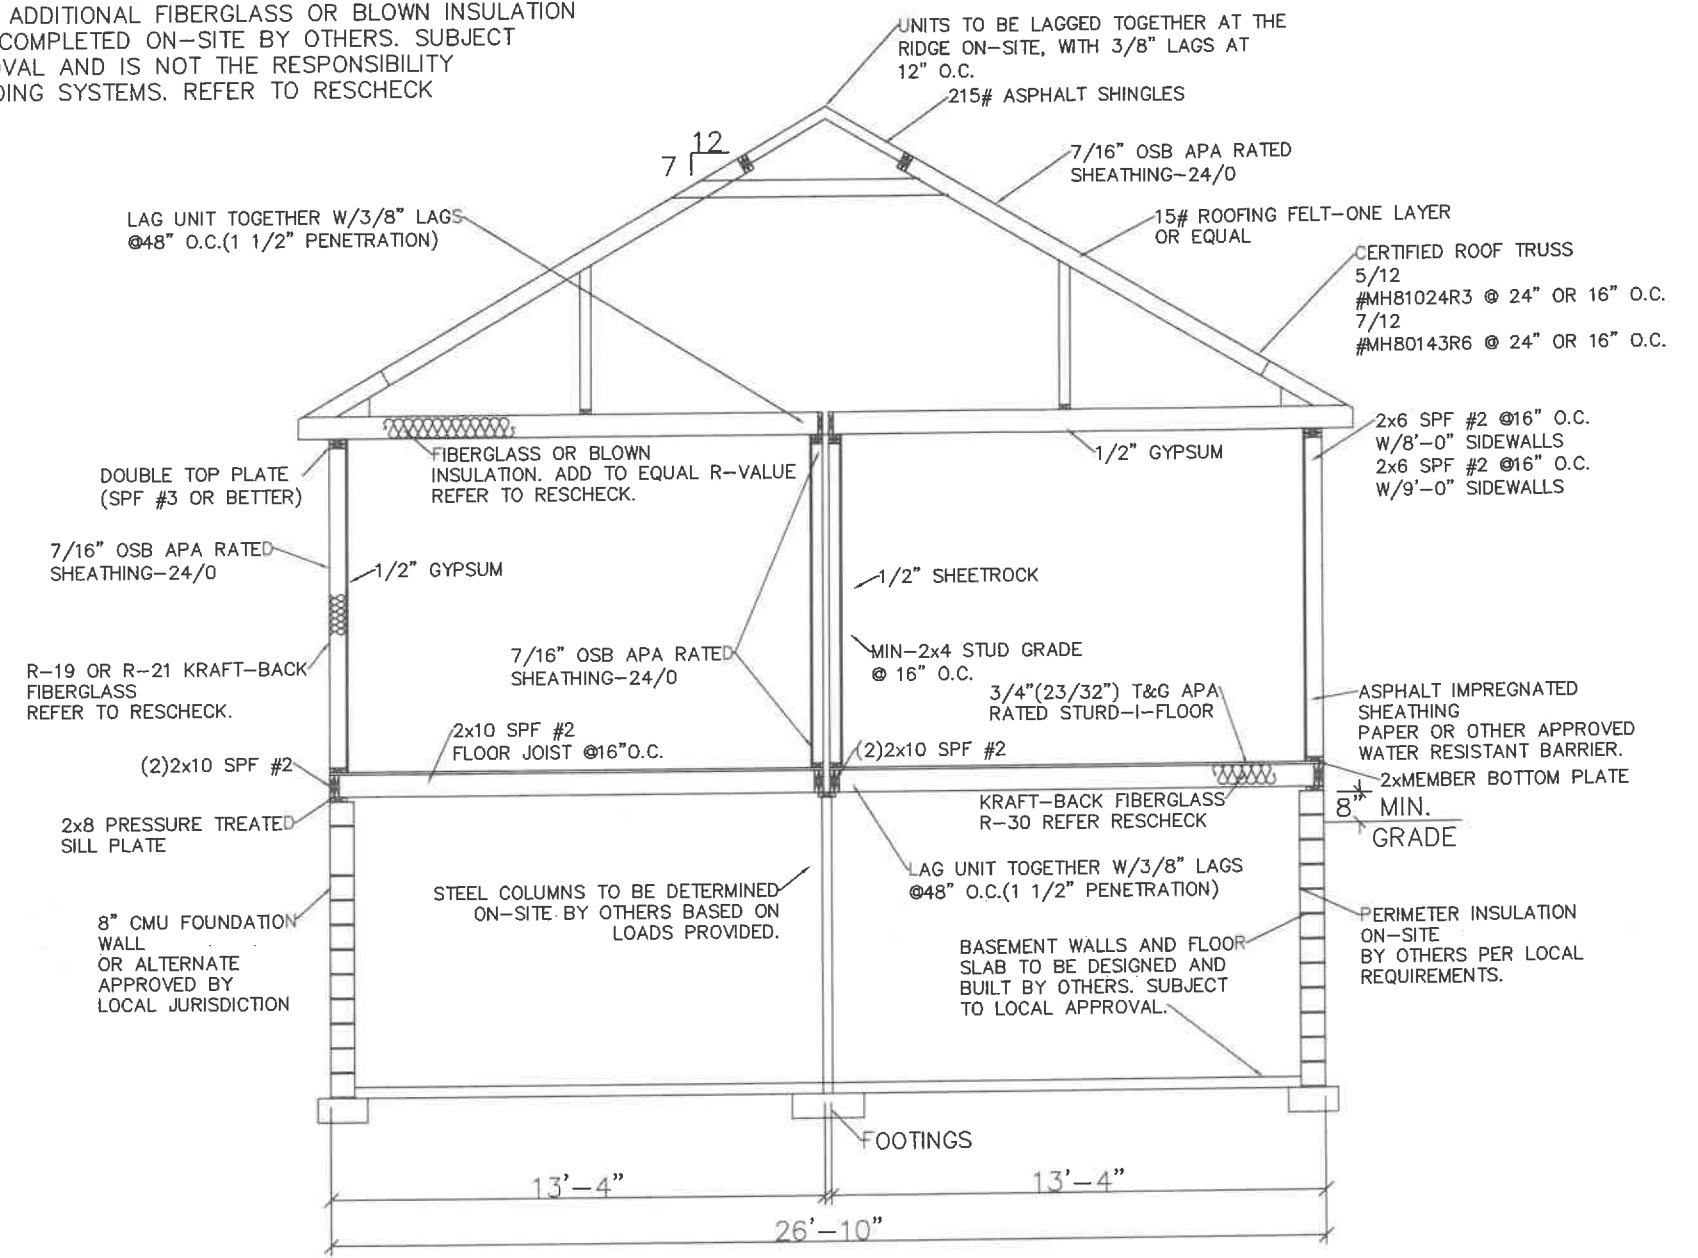 ADDITIONAL FIBERGLASS OR BLOWN INSULATION
COMPLETED ON-SITE BY OTHERS. SUBJECT
AND IS NOT THE RESPONSIBILITY
SYSTEMS. REFER TO RESCHECK
UNITS TO BE LAGGED TOGETHER AT THE
RIDGE ON-SITE, WITH 3/8" LAGS AT
12" O.C.
215# ASPHALT SHINGLES
12
7
7/16" OSB APA RATED
SHEATHING-24/0
LAG UNIT TOGETHER W/3/8" LAGS
@48" O.C.(1 1/2" PENETRATION)
15# ROOFING FELT-ONE LAYER
OR EQUAL
CERTIFIED ROOF TRUSS
5/12
#MH81024R3 @ 24" OR 16" O.C.
7/12
#MH80143R6 @ 24" OR 16" O.C.
2x6 SPF #2 @16" O.C.
W/8'-0" SIDEWALLS
2x6 SPF #2 @16" O.C.
W/9'-0" SIDEWALLS
DOUBLE TOP PLATE
(SPF #3 OR BETTER)
FIBERGLASS OR BLOWN
INSULATION. ADD TO EQUAL R-VALUE
REFER TO RESCHECK.
1/2" GYPSUM
7/16" OSB APA RATED
SHEATHING-24/0
1/2" GYPSUM
1/2" SHEETROCK
R-19 OR R-21 KRAFT-BACK
FIBERGLASS
REFER TO RESCHECK.
7/16" OSB APA RATED
SHEATHING-24/0
MIN-2x4 STUD GRADE
@ 16" O.C.
3/4"(23/32") T&G APA
RATED STURD-I-FLOOR
ASPHALT IMPREGNATED
SHEATHING
PAPER OR OTHER APPROVED
WATER RESISTANT BARRIER.
2x10 SPF #2
FLOOR JOIST @16"O.C.
(2)2x10 SPF #2
(2)2x10 SPF #2
2xMEMBER BOTTOM PLATE
8" MIN.
GRADE
2x8 PRESSURE TREATED
SILL PLATE
KRAFT-BACK FIBERGLASS
R-30 REFER RESCHECK
LAG UNIT TOGETHER W/3/8" LAGS
@48" O.C.(1 1/2" PENETRATION)
STEEL COLUMNS TO BE DETERMINED
ON-SITE BY OTHERS BASED ON
LOADS PROVIDED.
8" CMU FOUNDATION
WALL
OR ALTERNATE
APPROVED BY
LOCAL JURISDICTION
BASEMENT WALLS AND FLOOR
SLAB TO BE DESIGNED AND
BUILT BY OTHERS. SUBJECT
TO LOCAL APPROVAL.
PERIMETER INSULATION
ON-SITE
BY OTHERS PER LOCAL
REQUIREMENTS.
FOOTINGS
13'-4"
13'-4"
26'-10"